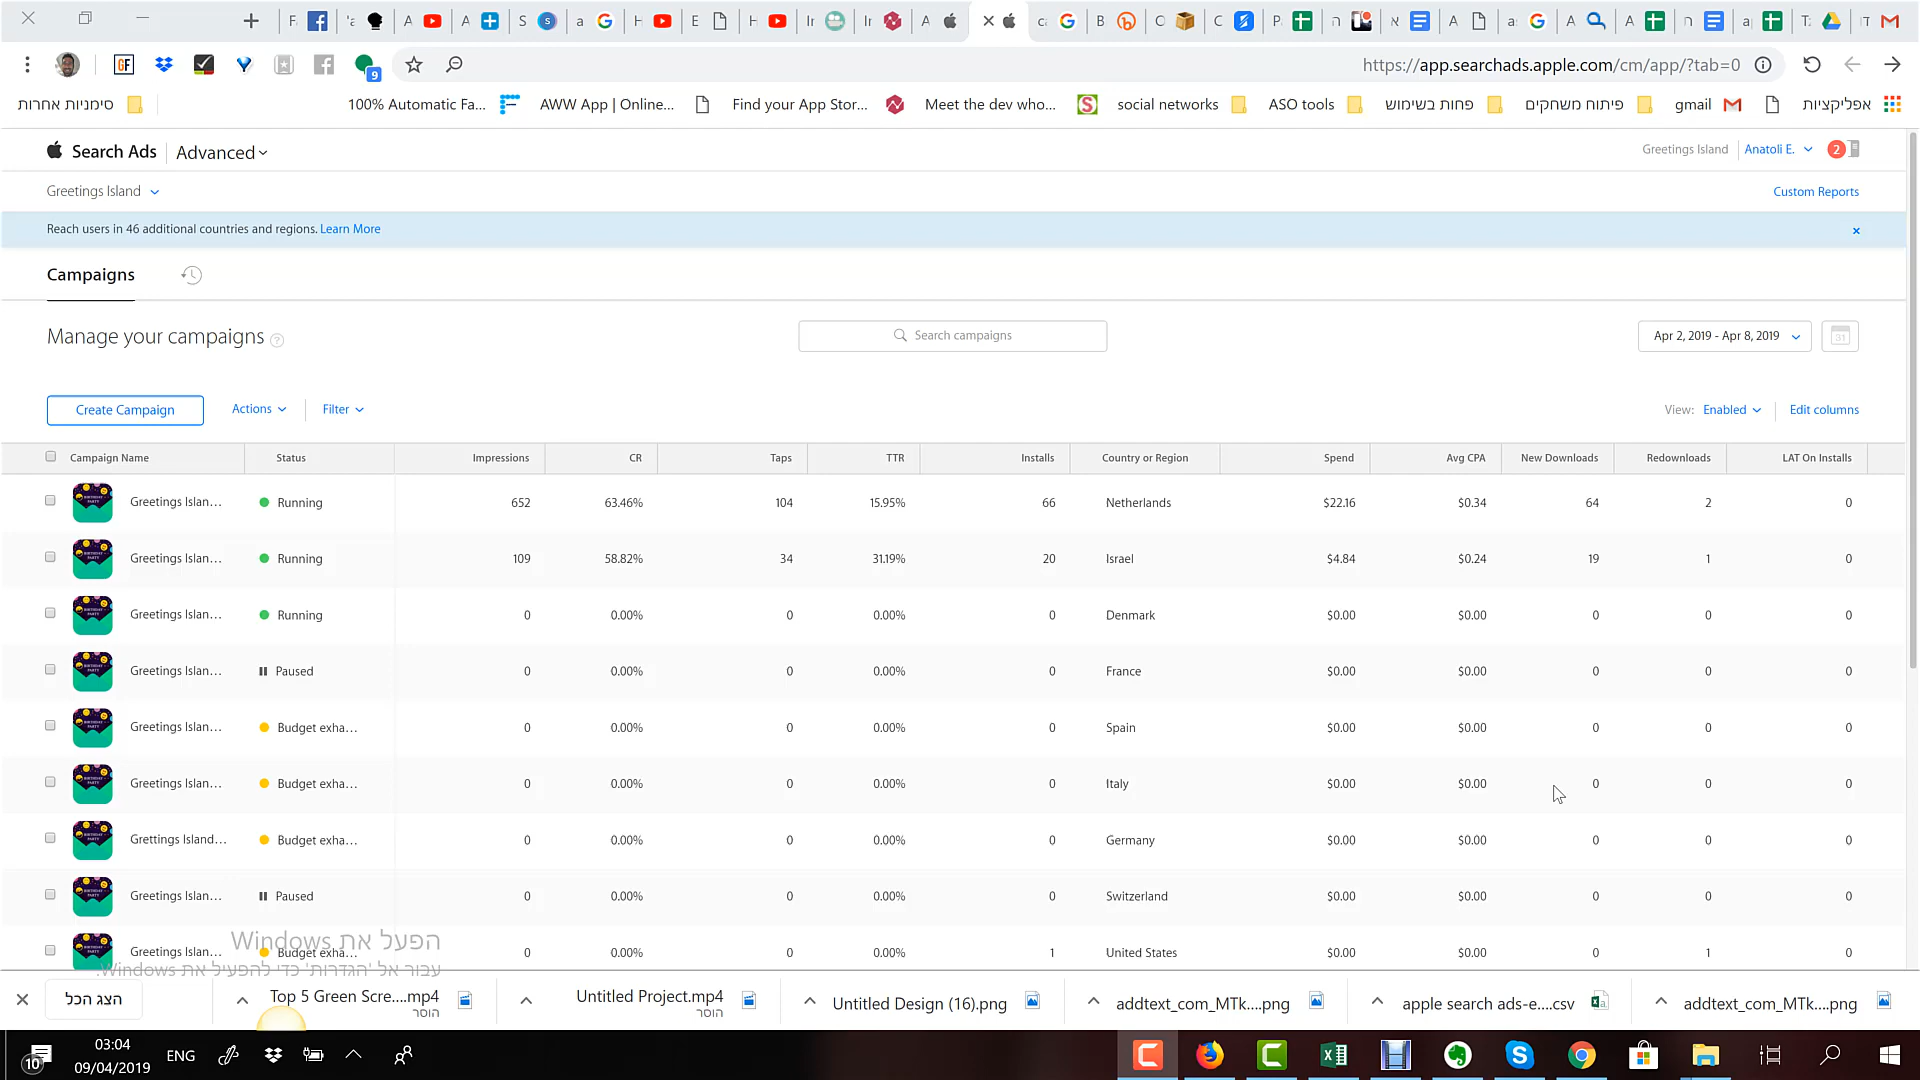 https://app.searchads.apple.com/cm/app/?tab=0
9
סימניות אחרות
100% Automatic Fa...
AWW App | Online...
Find your App Stor...
Meet the dev who...
social networks
ASO tools
פחות בשימוש
פיתוח משחקים
gmail
אפליקציות
Search Ads
Advanced
Greetings Island
Anatoli E.
2
Greetings Island
Custom Reports
Reach users in 46 additional countries and regions. Learn More
Campaigns
Manage your campaigns
Search campaigns
Apr 2, 2019 - Apr 8, 2019
31
Create Campaign
Actions
Filter
View: Enabled
Edit columns
Campaign Name Status Impressions CR Taps TTR Installs Country or Region Spend Avg CPA New Downloads Redownloads LAT On Installs
Greetings Islan... Running 652 63.46% 104 15.95% 66 Netherlands $22.16 $0.34 64 2 0
Greetings Islan... Running 109 58.82% 34 31.19% 20 Israel $4.84 $0.24 19 1 0
Greetings Islan... Running 0 0.00% 0 0.00% 0 Denmark $0.00 $0.00 0 0 0
Greetings Islan... Paused 0 0.00% 0 0.00% 0 France $0.00 $0.00 0 0 0
Greetings Islan... Budget exha... 0 0.00% 0 0.00% 0 Spain $0.00 $0.00 0 0 0
Greetings Islan... Budget exha... 0 0.00% 0 0.00% 0 Italy $0.00 $0.00 0 0 0
Grettings Island... Budget exha... 0 0.00% 0 0.00% 0 Germany $0.00 $0.00 0 0 0
Greetings Islan... Paused 0 0.00% 0 0.00% 0 Switzerland $0.00 $0.00 0 0 0
Greetings Islan... Budget exha... 0 0.00% 0 0.00% 1 United States $0.00 $0.00 0 1 0
הפעל את Windows
עבור אל 'הגדרות' כדי להפעיל את Windows.
הצג הכל
Top 5 Green Scre....mp4
הוסר
Untitled Project.mp4
הוסר
Untitled Design (16).png
addtext_com_MTk....png
apple search ads-e....csv
addtext_com_MTk....png
10
03:04
09/04/2019
ENG